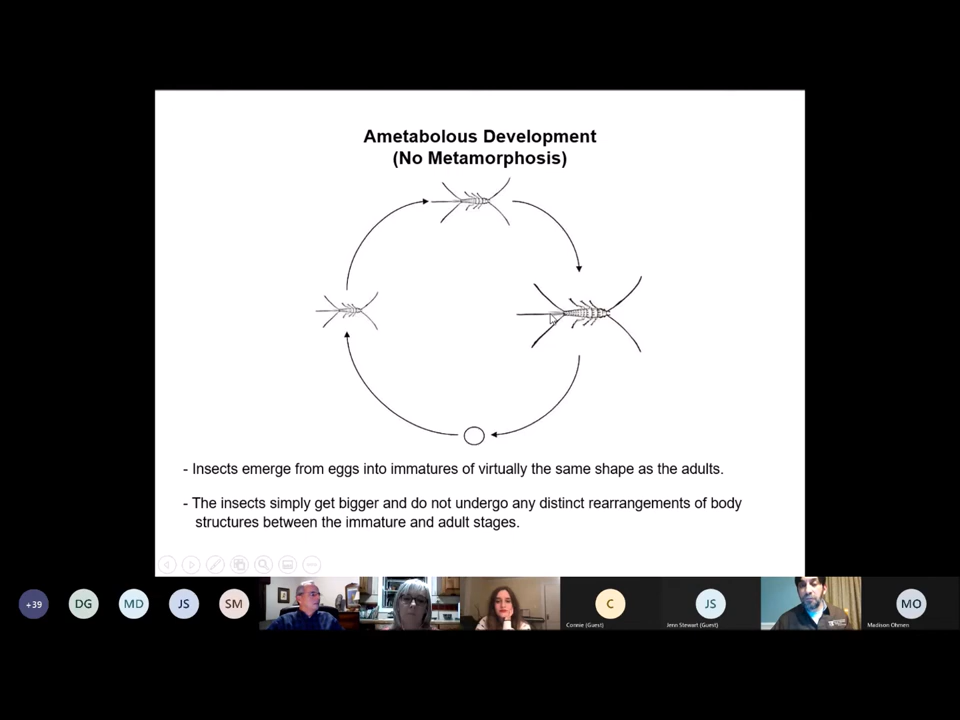 Ametabolous Development
(No Metamorphosis)
- Insects emerge from eggs into immatures of virtually the same shape as the adults.
- The insects simply get bigger and do not undergo any distinct rearrangements of body
structures between the immature and adult stages.
+39
DG
MD
JS
SM
C
Connie (Guest)
JS
Jenn Stewart (Guest)
MO
Madison Ohmen